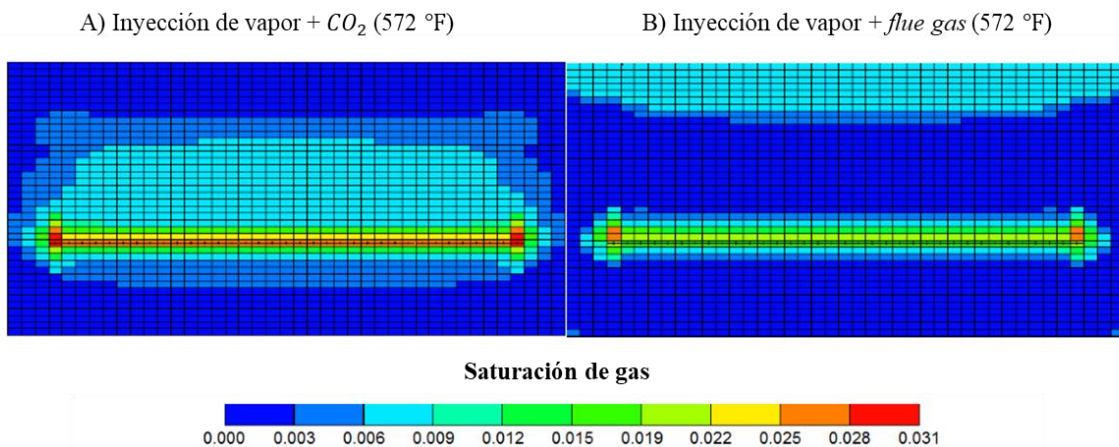 A) Inyección de vapor + CO₂ (572 °F)
B) Inyección de vapor + flue gas (572 °F)
Saturación de gas
0.000 0.003 0.006 0.009 0.012 0.015 0.019 0.022 0.025 0.028 0.031